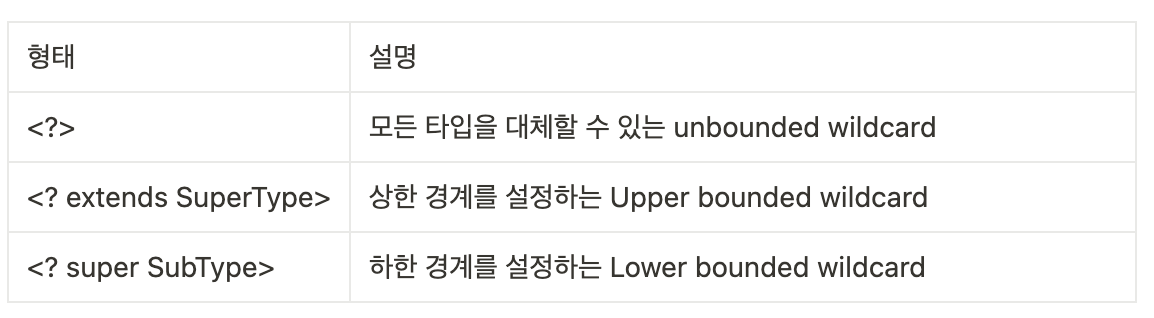 형태 설명
<?> 모든 타입을 대체할 수 있는 unbounded wildcard
<? extends SuperType> 상한 경계를 설정하는 Upper bounded wildcard
<? super SubType> 하한 경계를 설정하는 Lower bounded wildcard